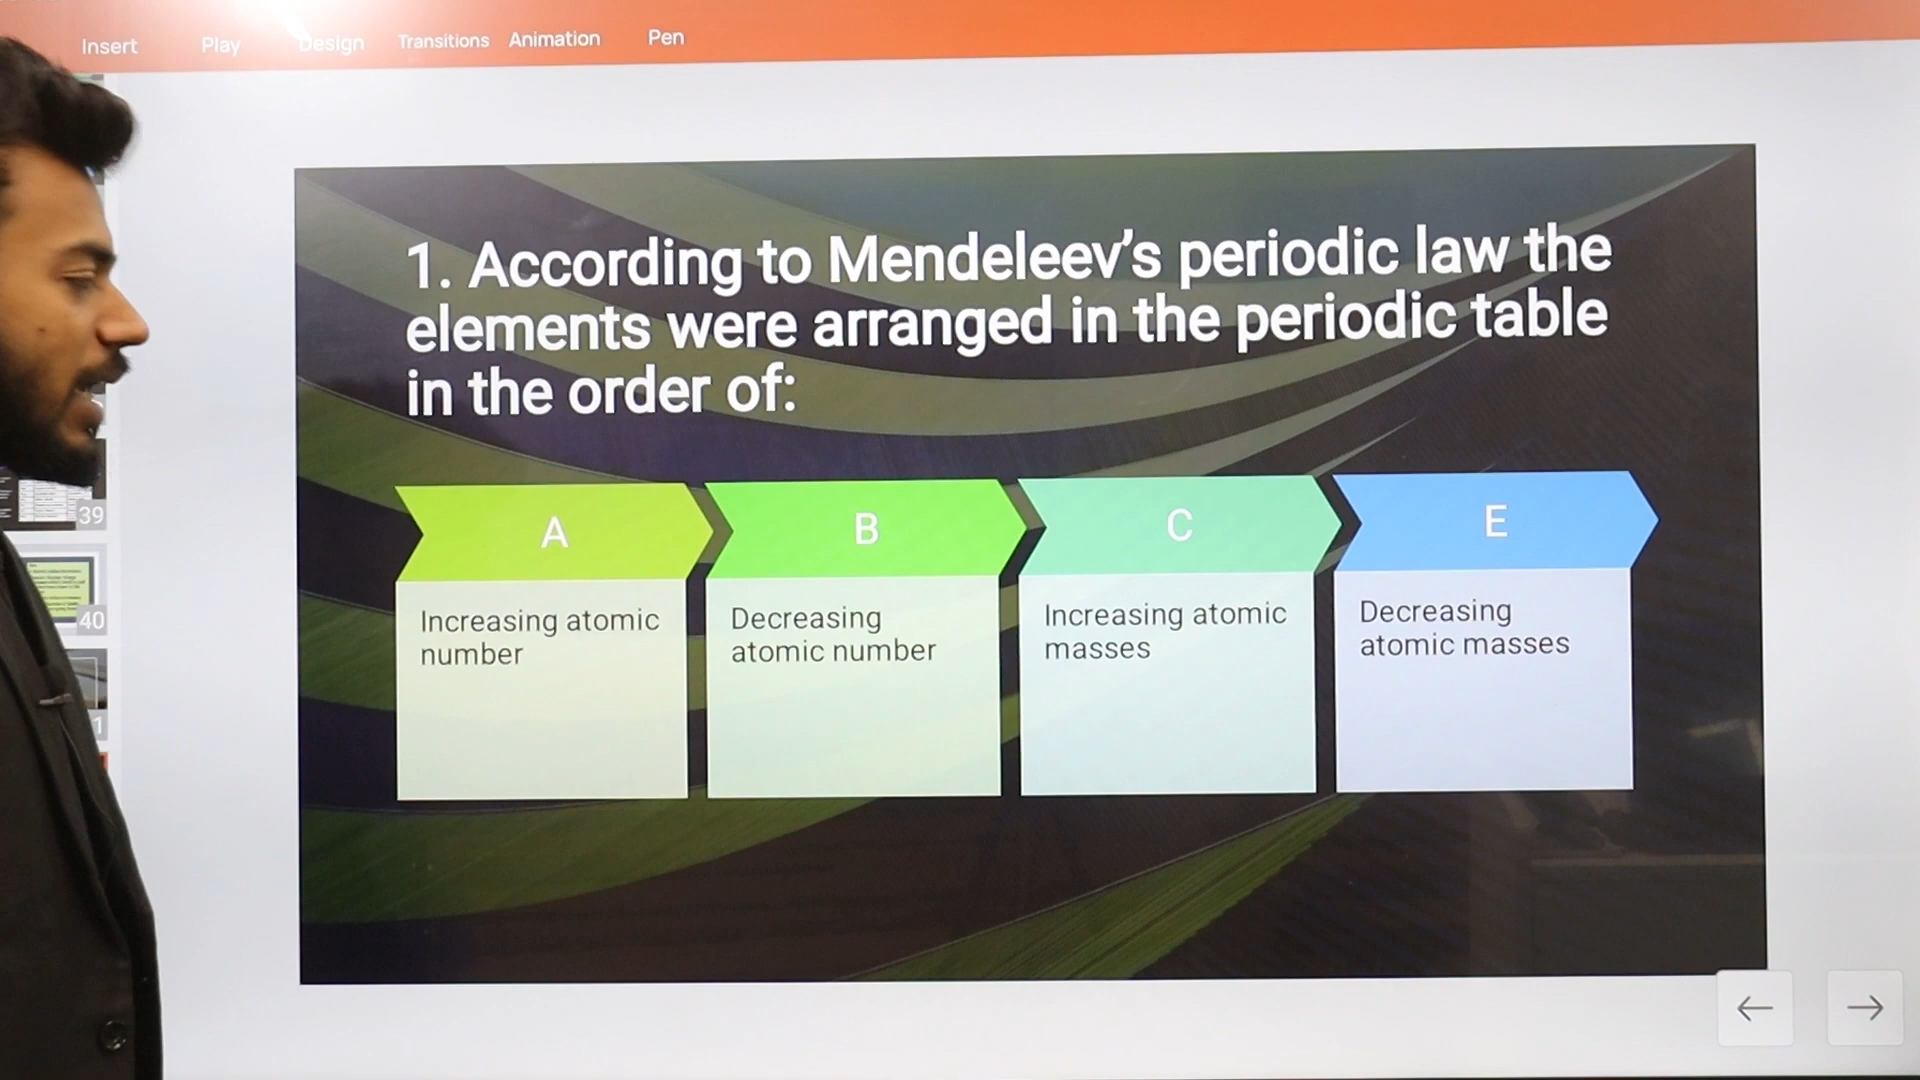 Insert Play Design Transitions Animation Pen
1. According to Mendeleev's periodic law the
elements were arranged in the periodic table
in the order of:
A
B
C
E
Increasing atomic
number
Decreasing
atomic number
Increasing atomic
masses
Decreasing
atomic masses
39
40
1